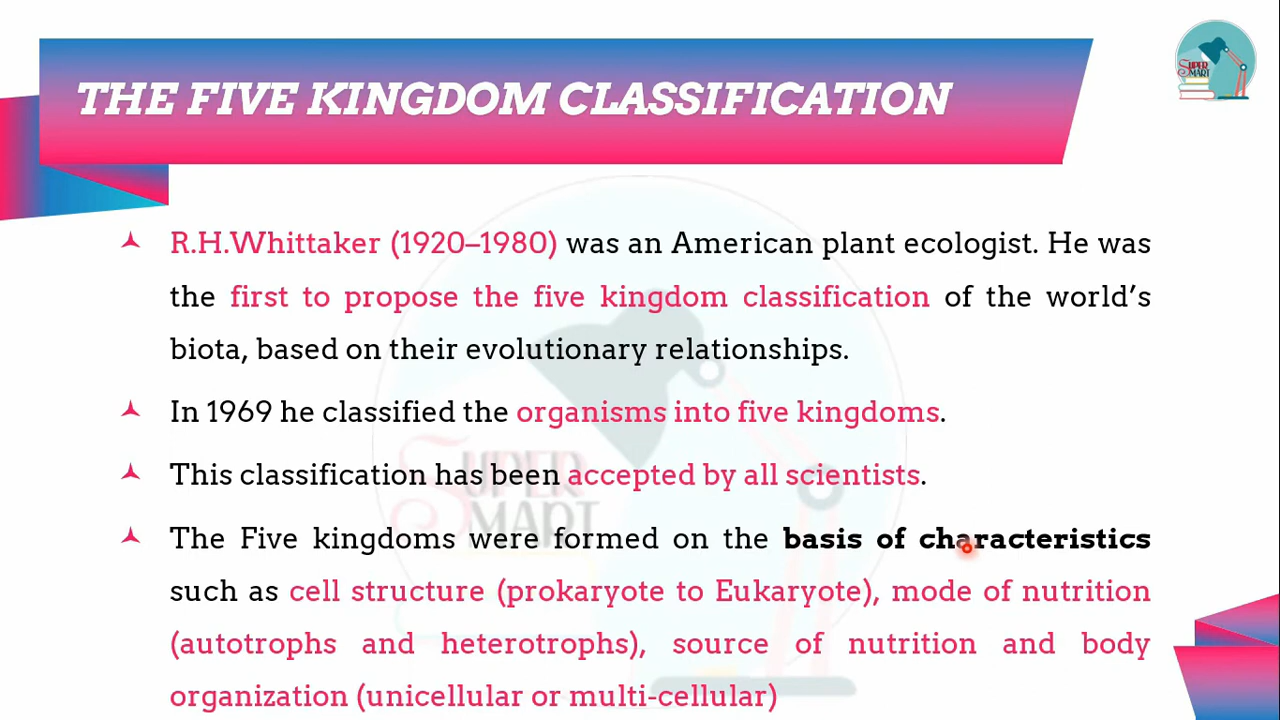 THE FIVE KINGDOM CLASSIFICATION
SUPER
MART
R.H.Whittaker (1920–1980) was an American plant ecologist. He was
the first to propose the five kingdom classification of the world's
biota, based on their evolutionary relationships.
In 1969 he classified the organisms into five kingdoms.
This classification has been accepted by all scientists.
SUPER
MART
The Five kingdoms were formed on the basis of characteristics
such as cell structure (prokaryote to Eukaryote), mode of nutrition
(autotrophs and heterotrophs), source of nutrition and body
organization (unicellular or multi-cellular)